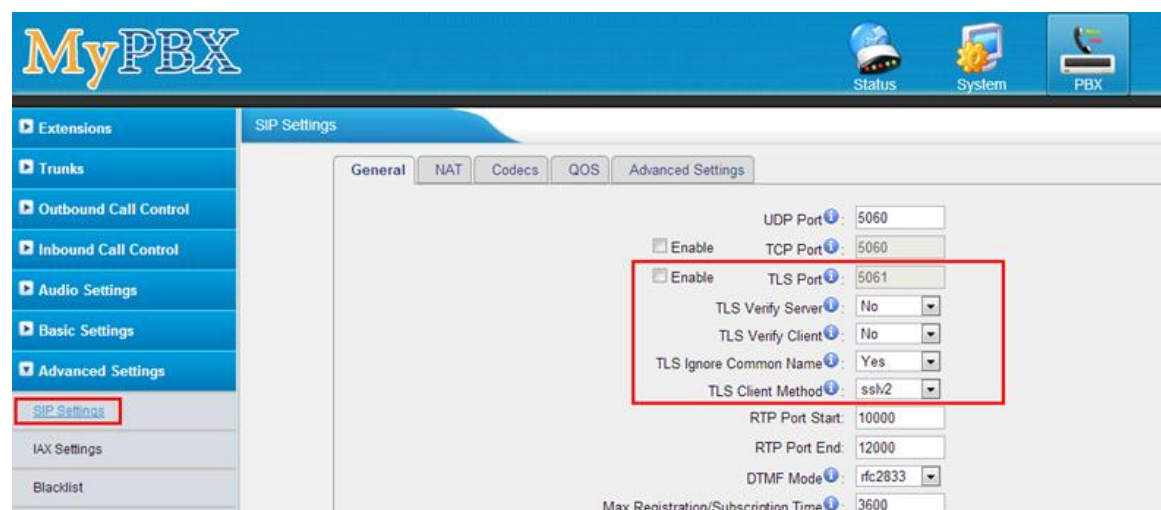 MyPBX
Status System PBX
Extensions
Trunks
Outbound Call Control
Inbound Call Control
Audio Settings
Basic Settings
Advanced Settings
SIP Settings
IAX Settings
Blacklist
SIP Settings
General NAT Codecs QOS Advanced Settings
UDP Port i : 5060
Enable TCP Port i : 5060
Enable TLS Port i : 5061
TLS Verify Server i : No
TLS Verify Client i : No
TLS Ignore Common Name i : Yes
TLS Client Method i : sslv2
RTP Port Start: 10000
RTP Port End: 12000
DTMF Mode i : rfc2833
Max Registration/Subscription Time i : 3600